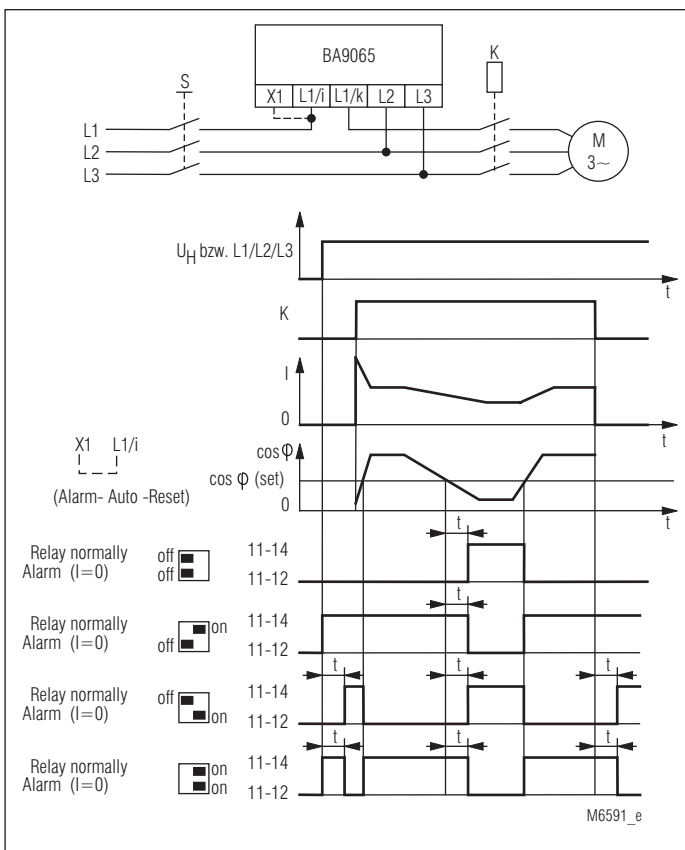 BA9065
K
S
X1 L1/i L1/k L2 L3
L1
L2
L3
M
3~
U_H bzw. L1/L2/L3
t
K
I
0
t
X1 L1/i
(Alarm- Auto -Reset)
cos φ
cos φ (set)
0
t
t
Relay normally off 11-14
Alarm (I=0) off 11-12
t
Relay normally on 11-14
Alarm (I=0) off 11-12
t t t
Relay normally off 11-14
Alarm (I=0) on 11-12
t t t
Relay normally on 11-14
Alarm (I=0) on 11-12
M6591_e